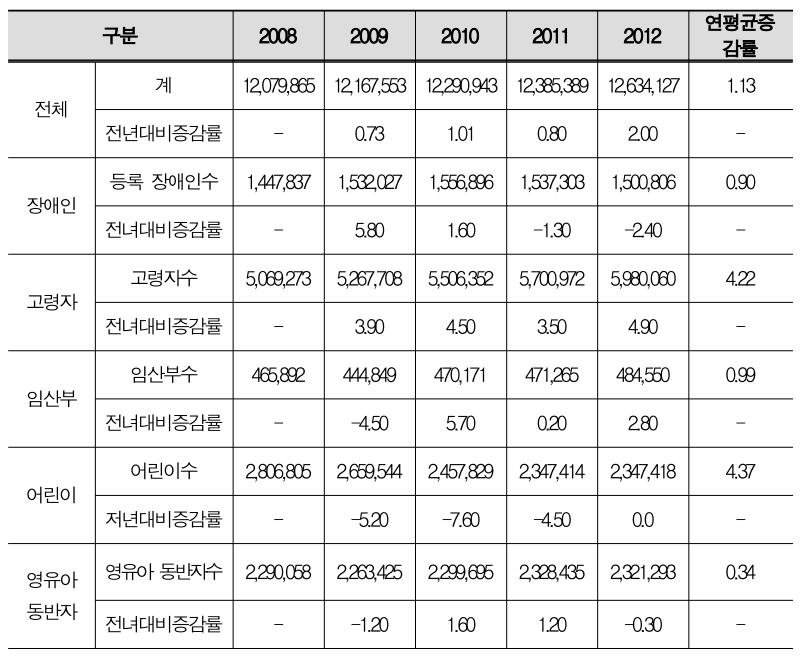 구분 2008 2009 2010 2011 2012 연평균증
감률
전체 계 12,079,865 12,167,553 12,290,943 12,385,389 12,634,127 1.13
전년대비증감률 - 0.73 1.01 0.80 2.00 -
장애인 등록 장애인수 1,447,837 1,532,027 1,556,896 1,537,303 1,500,806 0.90
전녀대비증감률 - 5.80 1.60 -1.30 -2.40 -
고령자 고령자수 5,069,273 5,267,708 5,506,352 5,700,972 5,980,060 4.22
전녀대비증감률 - 3.90 4.50 3.50 4.90 -
임산부 임산부수 465,892 444,849 470,171 471,265 484,550 0.99
전녀대비증감률 - -4.50 5.70 0.20 2.80 -
어린이 어린이수 2,806,805 2,659,544 2,457,829 2,347,414 2,347,418 4.37
저년대비증감률 - -5.20 -7.60 -4.50 0.0 -
영유아
동반자
영유아 동반자수 2,290,058 2,263,425 2,299,695 2,328,435 2,321,293 0.34
전녀대비증감률 - -1.20 1.60 1.20 -0.30 -